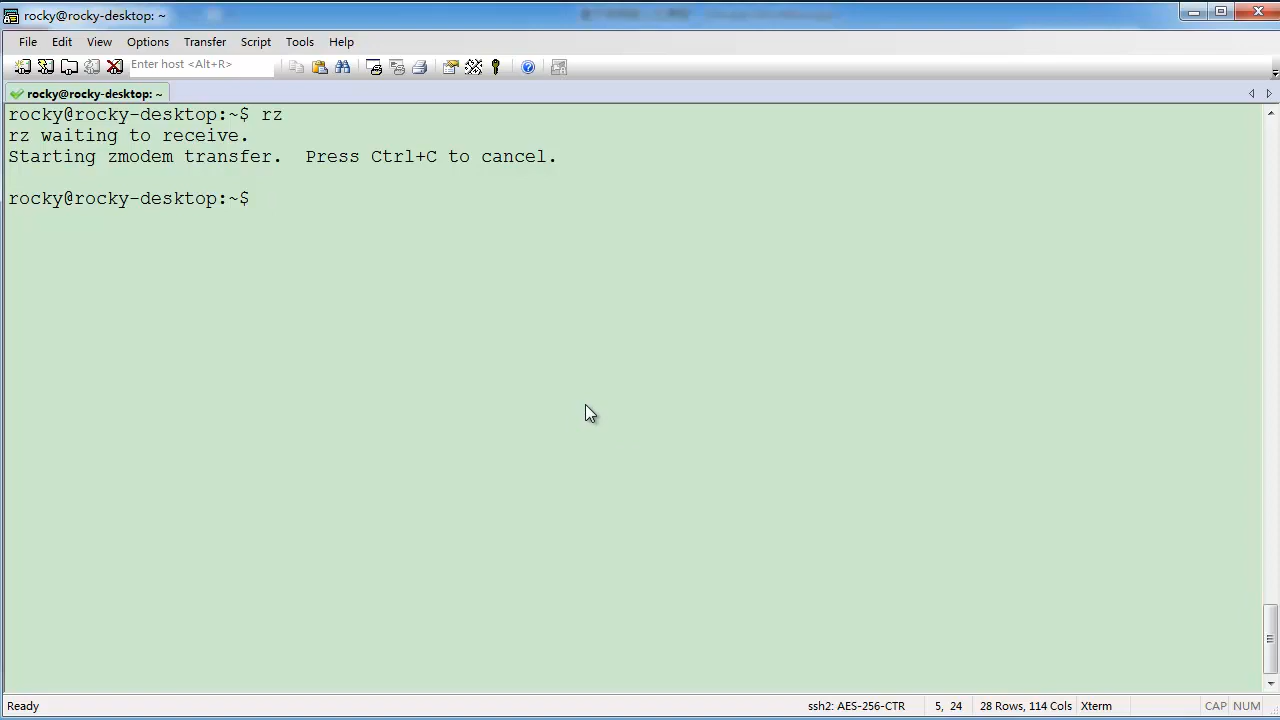 rocky@rocky-desktop: ~
File Edit View Options Transfer Script Tools Help
Enter host <Alt+R>
rocky@rocky-desktop: ~
rocky@rocky-desktop:~$ rz
rz waiting to receive.
Starting zmodem transfer.  Press Ctrl+C to cancel.
rocky@rocky-desktop:~$
Ready ssh2: AES-256-CTR 5, 24 28 Rows, 114 Cols Xterm CAP NUM